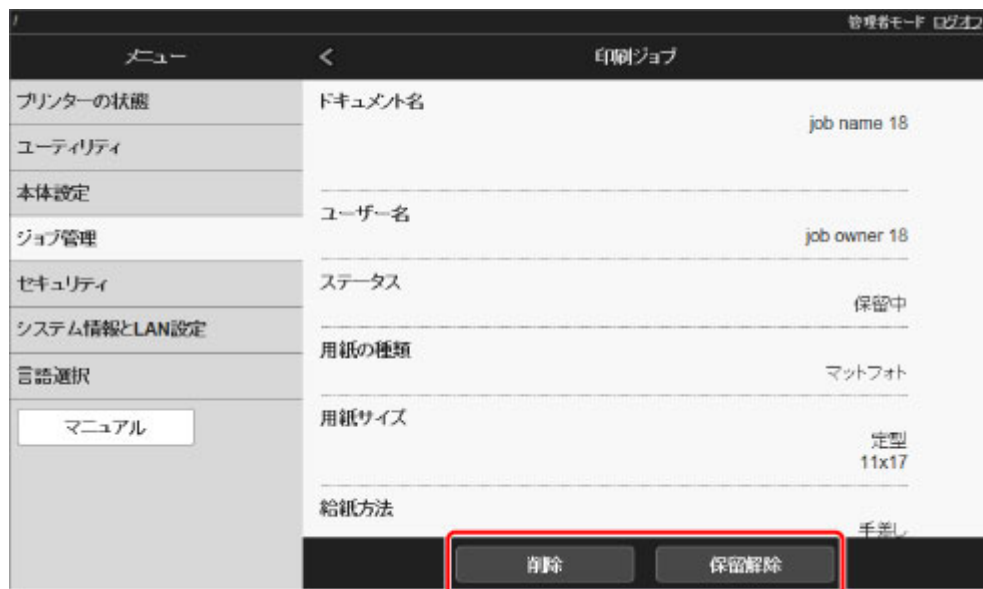 /
管理者モード ログオフ
メニュー
<
印刷ジョブ
プリンターの状態
ユーティリティ
本体設定
ジョブ管理
セキュリティ
システム情報とLAN設定
言語選択
マニュアル
ドキュメント名
job name 18
ユーザー名
job owner 18
ステータス
保留中
用紙の種類
マットフォト
用紙サイズ
定型
11x17
給紙方法
手差し
削除
保留解除